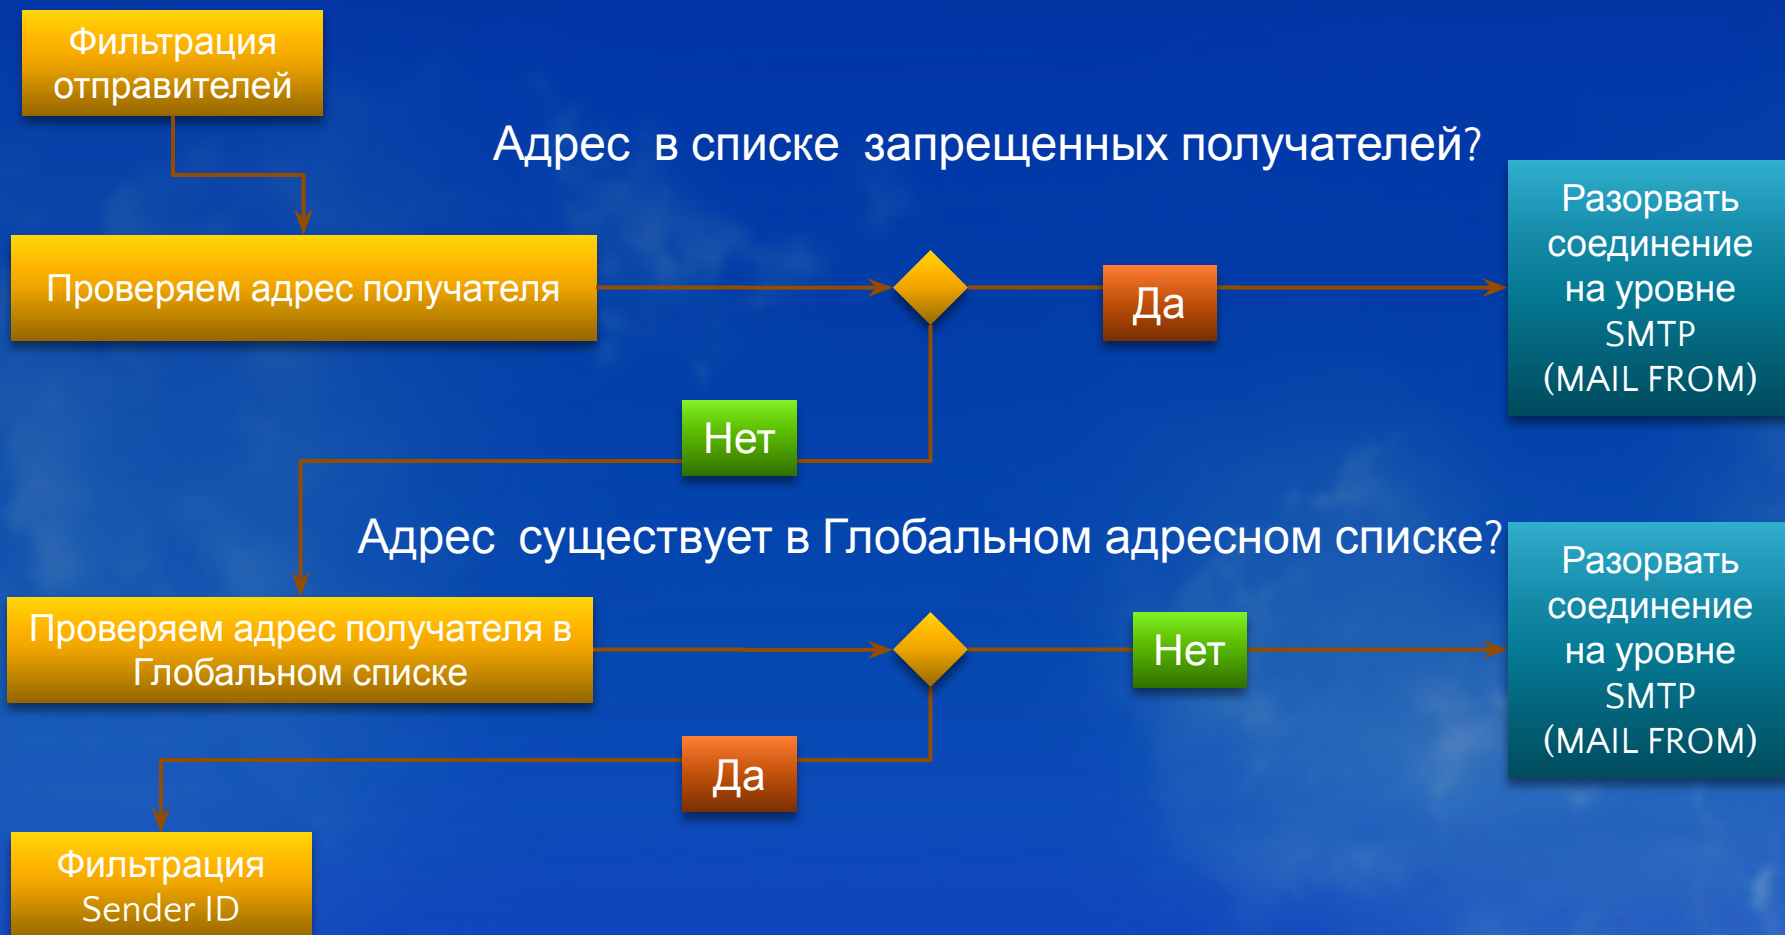 Фильтрация
отправителей
Адрес в списке запрещенных получателей?
Проверяем адрес получателя
Да
Разорвать
соединение
на уровне
SMTP
(MAIL FROM)
Нет
Адрес существует в Глобальном адресном списке?
Проверяем адрес получателя в
Глобальном списке
Нет
Разорвать
соединение
на уровне
SMTP
(MAIL FROM)
Да
Фильтрация
Sender ID